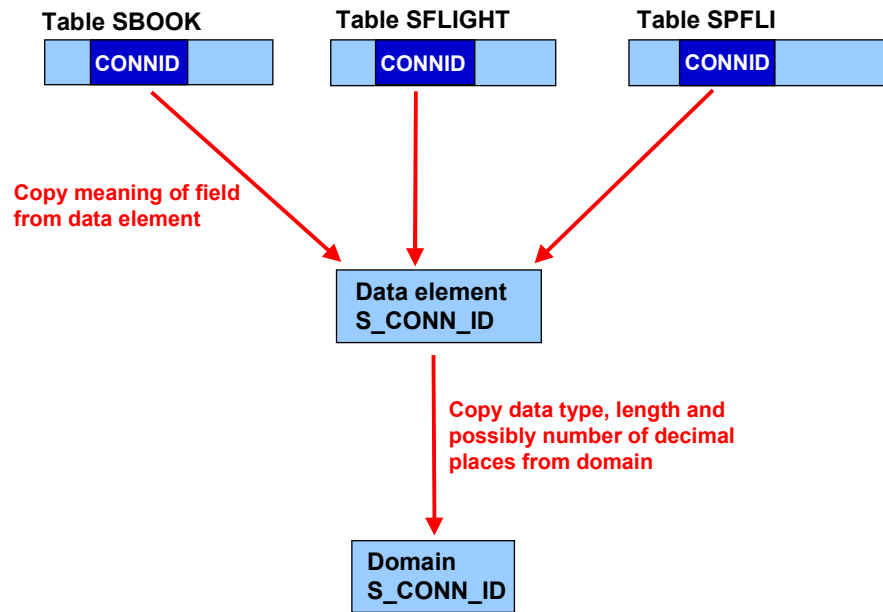 Table SBOOK
Table SFLIGHT
Table SPFLI
CONNID
CONNID
CONNID
Copy meaning of field
from data element
Data element
S_CONN_ID
Copy data type, length and
possibly number of decimal
places from domain
Domain
S_CONN_ID